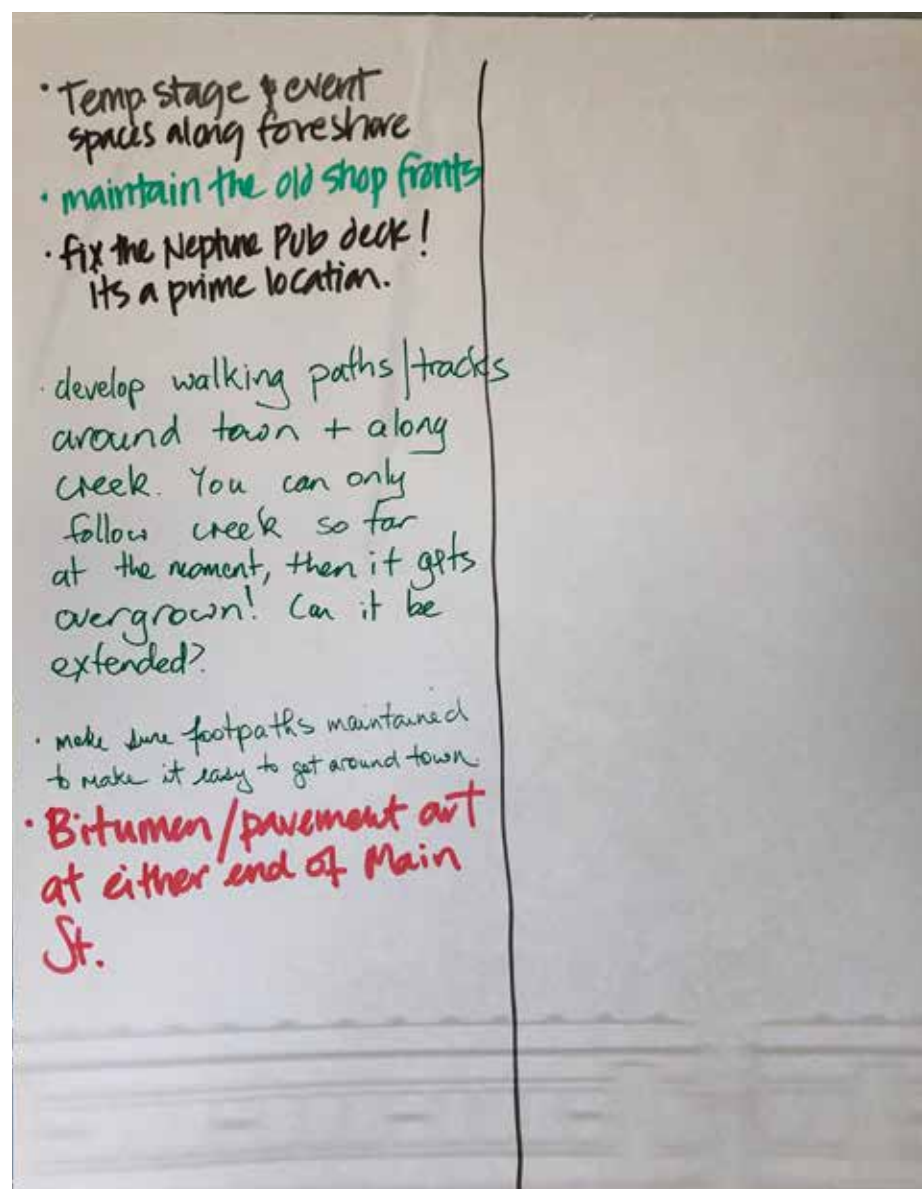 · Temp. stage & event
spaces along foreshore
· maintain the old shop fronts
· fix the Neptune Pub deck!
Its a prime location.
· develop walking paths/tracks
around town + along
creek. You can only
follow creek so far
at the moment, then it gets
overgrown! Can it be
extended?
· make sure footpaths maintained
to make it easy to get around town.
· Bitumen/pavement art
at either end of Main
St.